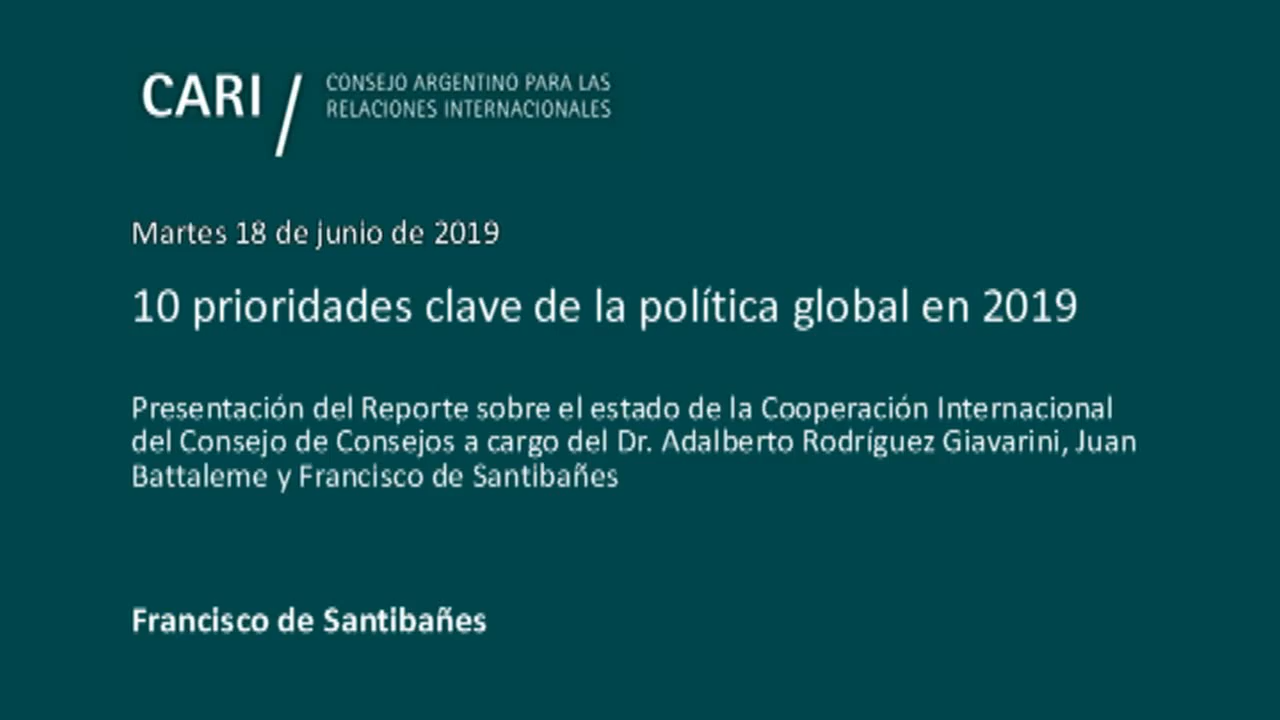 CARI /
CONSEJO ARGENTINO PARA LAS
RELACIONES INTERNACIONALES
Martes 18 de junio de 2019
10 prioridades clave de la política global en 2019
Presentación del Reporte sobre el estado de la Cooperación Internacional
del Consejo de Consejos a cargo del Dr. Adalberto Rodríguez Giavarini, Juan
Battaleme y Francisco de Santibañes
Francisco de Santibañes